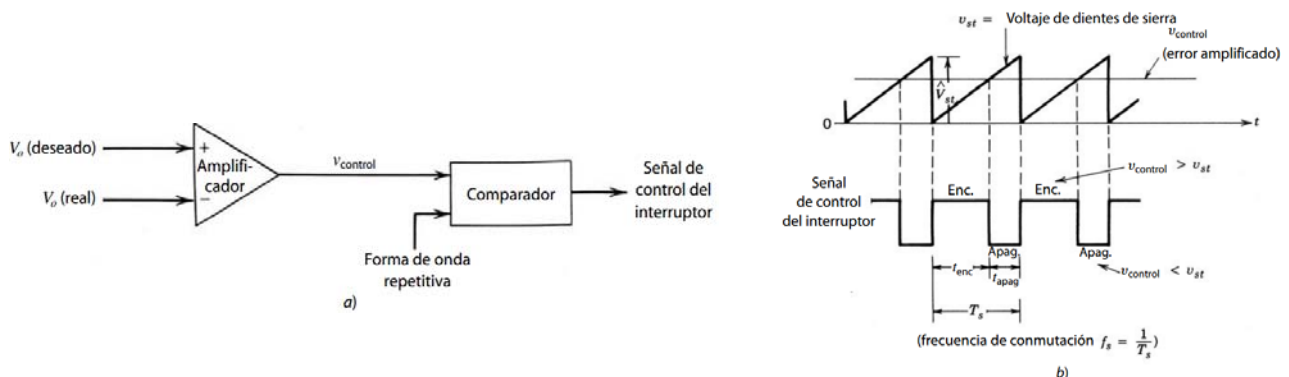 V_o (deseado)
V_o (real)
+
Amplifi-
cador
−
v_control
Comparador
Señal de
control del
interruptor
Forma de onda
repetitiva
a)
v_st = Voltaje de dientes de sierra
v_control
(error amplificado)
V̂_st
0
t
Señal
de control
del interruptor
Enc.
Enc.
v_control > v_st
Apag.
Apag.
t_enc
t_apag
v_control < v_st
T_s
(frecuencia de conmutación f_s = 1/T_s)
b)